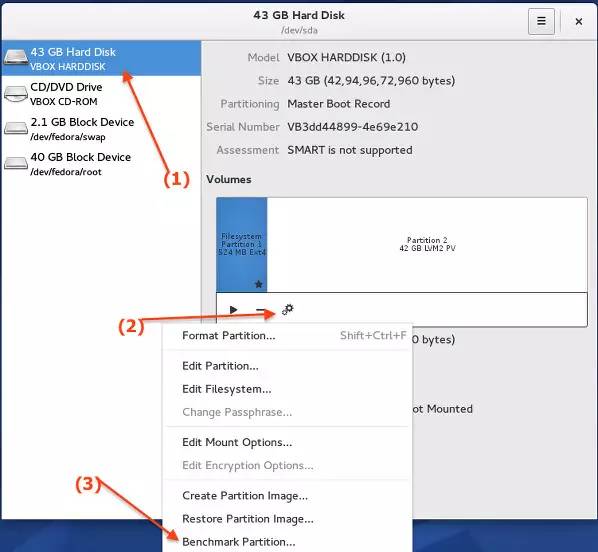 43 GB Hard Disk
/dev/sda
43 GB Hard Disk
VBOX HARDDISK
CD/DVD Drive
VBOX CD-ROM
2.1 GB Block Device
/dev/fedora/swap
40 GB Block Device
/dev/fedora/root
(1)
Model VBOX HARDDISK (1.0)
Size 43 GB (42,94,96,72,960 bytes)
Partitioning Master Boot Record
Serial Number VB3dd44899-4e69e210
Assessment SMART is not supported
Volumes
Filesystem
Partition 1
524 MB Ext4
Partition 2
42 GB LVM2 PV
(2)
0 bytes)
ot Mounted
Format Partition... Shift+Ctrl+F
Edit Partition...
Edit Filesystem...
Change Passphrase...
Edit Mount Options...
Edit Encryption Options...
(3)
Create Partition Image...
Restore Partition Image...
Benchmark Partition...